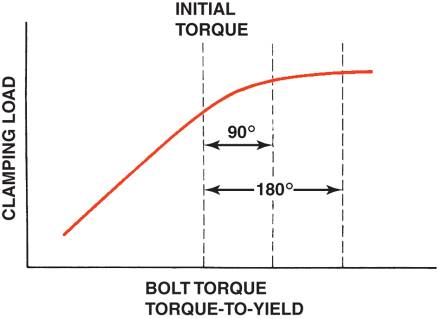 INITIAL
TORQUE
CLAMPING LOAD
90°
180°
BOLT TORQUE
TORQUE-TO-YIELD